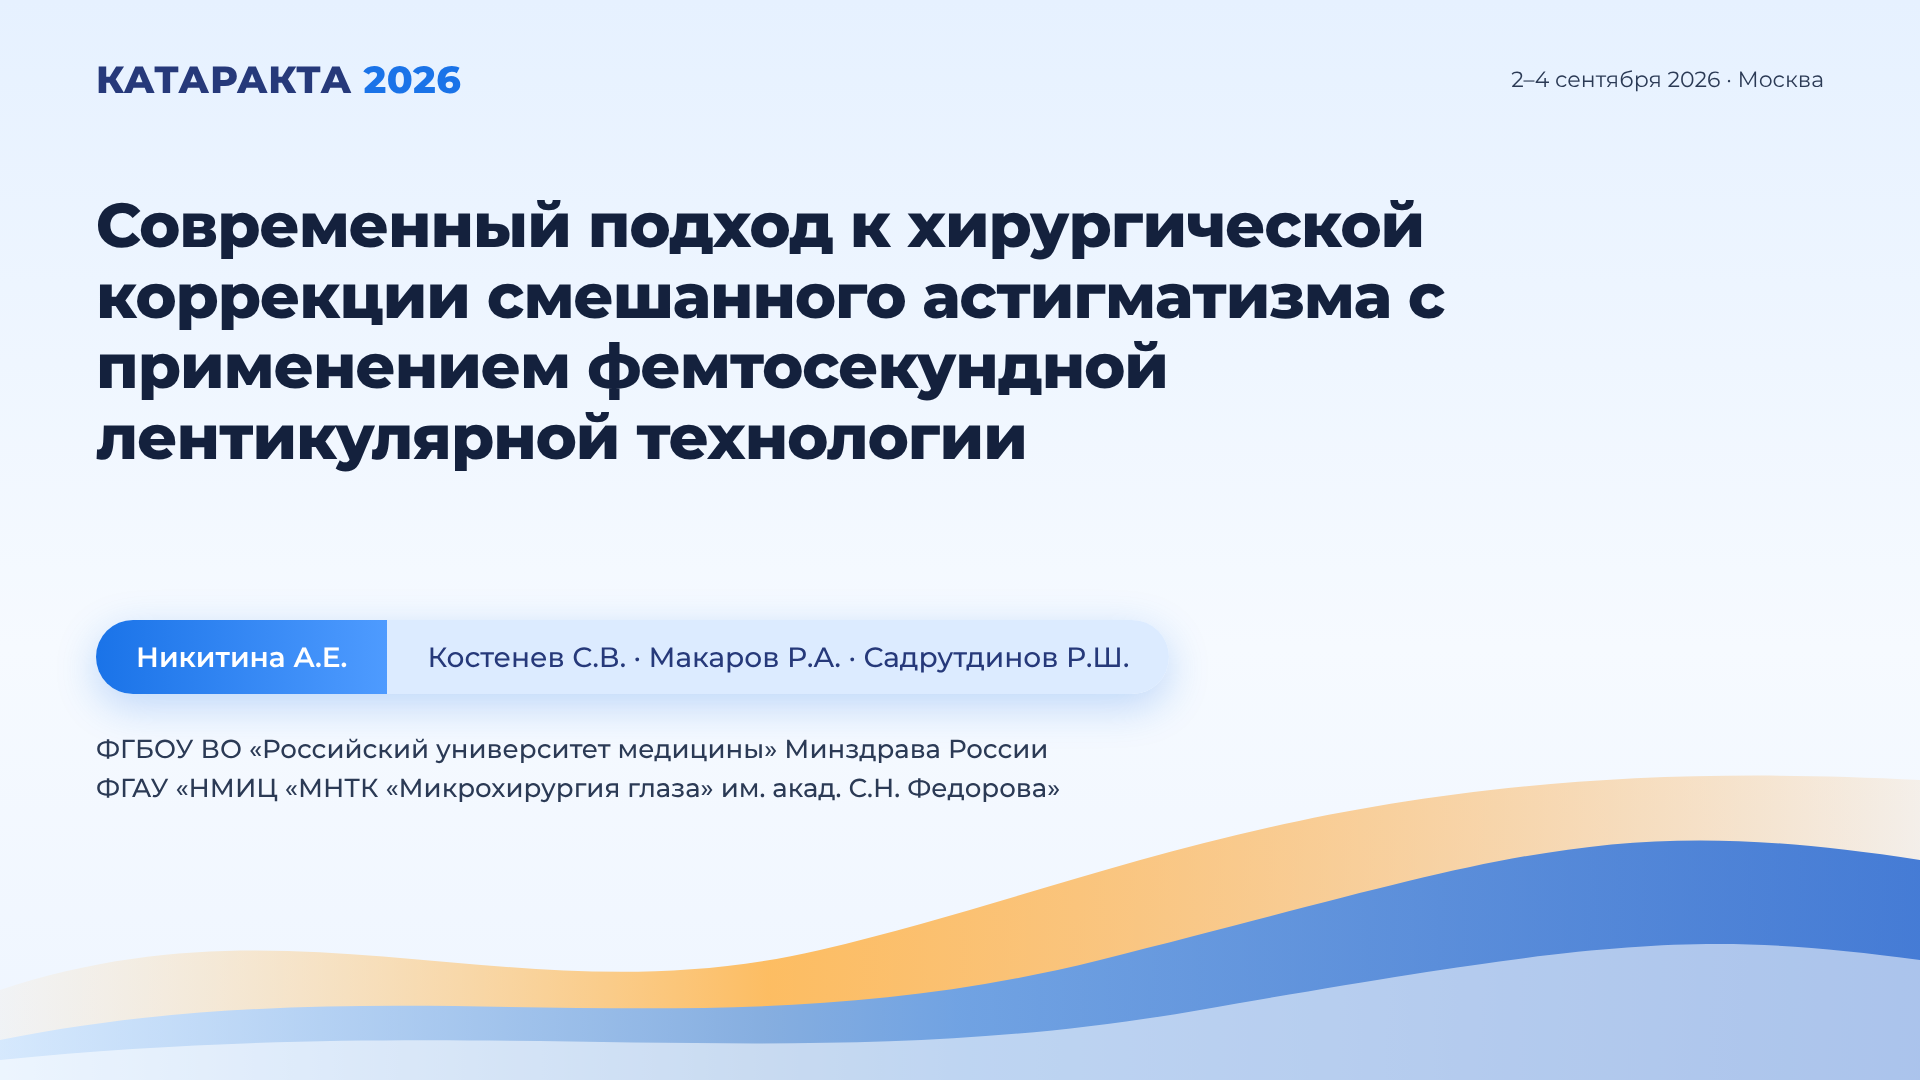 КАТАРАКТА 2026
2–4 сентября 2026 · Москва
Современный подход к хирургической
коррекции смешанного астигматизма с
применением фемтосекундной
лентикулярной технологии
Никитина А.Е.
Костенев С.В. · Макаров Р.А. · Садрутдинов Р.Ш.
ФГБОУ ВО «Российский университет медицины» Минздрава России
ФГАУ «НМИЦ «МНТК «Микрохирургия глаза» им. акад. С.Н. Федорова»